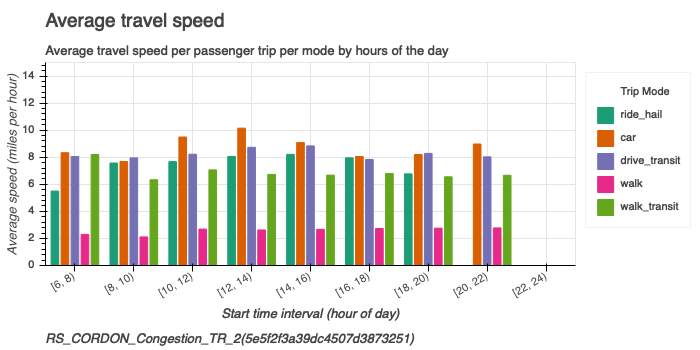 Average travel speed
Average travel speed per passenger trip per mode by hours of the day
Average speed (miles per hour)
14
12
10
8
6
4
2
0
[6, 8)
[8, 10)
[10, 12)
[12, 14)
[14, 16)
[16, 18)
[18, 20)
[20, 22)
[22, 24)
Start time interval (hour of day)
Trip Mode
ride_hail
car
drive_transit
walk
walk_transit
RS_CORDON_Congestion_TR_2(5e5f2f3a39dc4507d3873251)